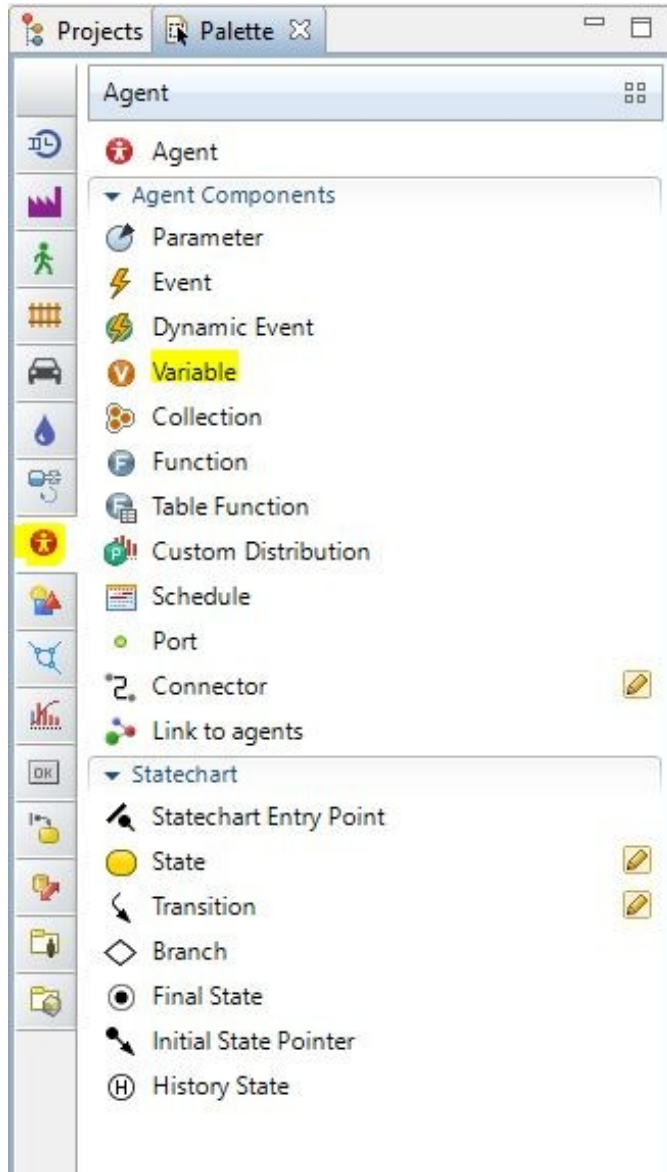 Projects Palette
Agent
Agent
Agent Components
Parameter
Event
Dynamic Event
V Variable
Collection
F Function
F Table Function
P Custom Distribution
Schedule
Port
Connector
Link to agents
Statechart
Statechart Entry Point
State
Transition
Branch
Final State
Initial State Pointer
H History State
OK